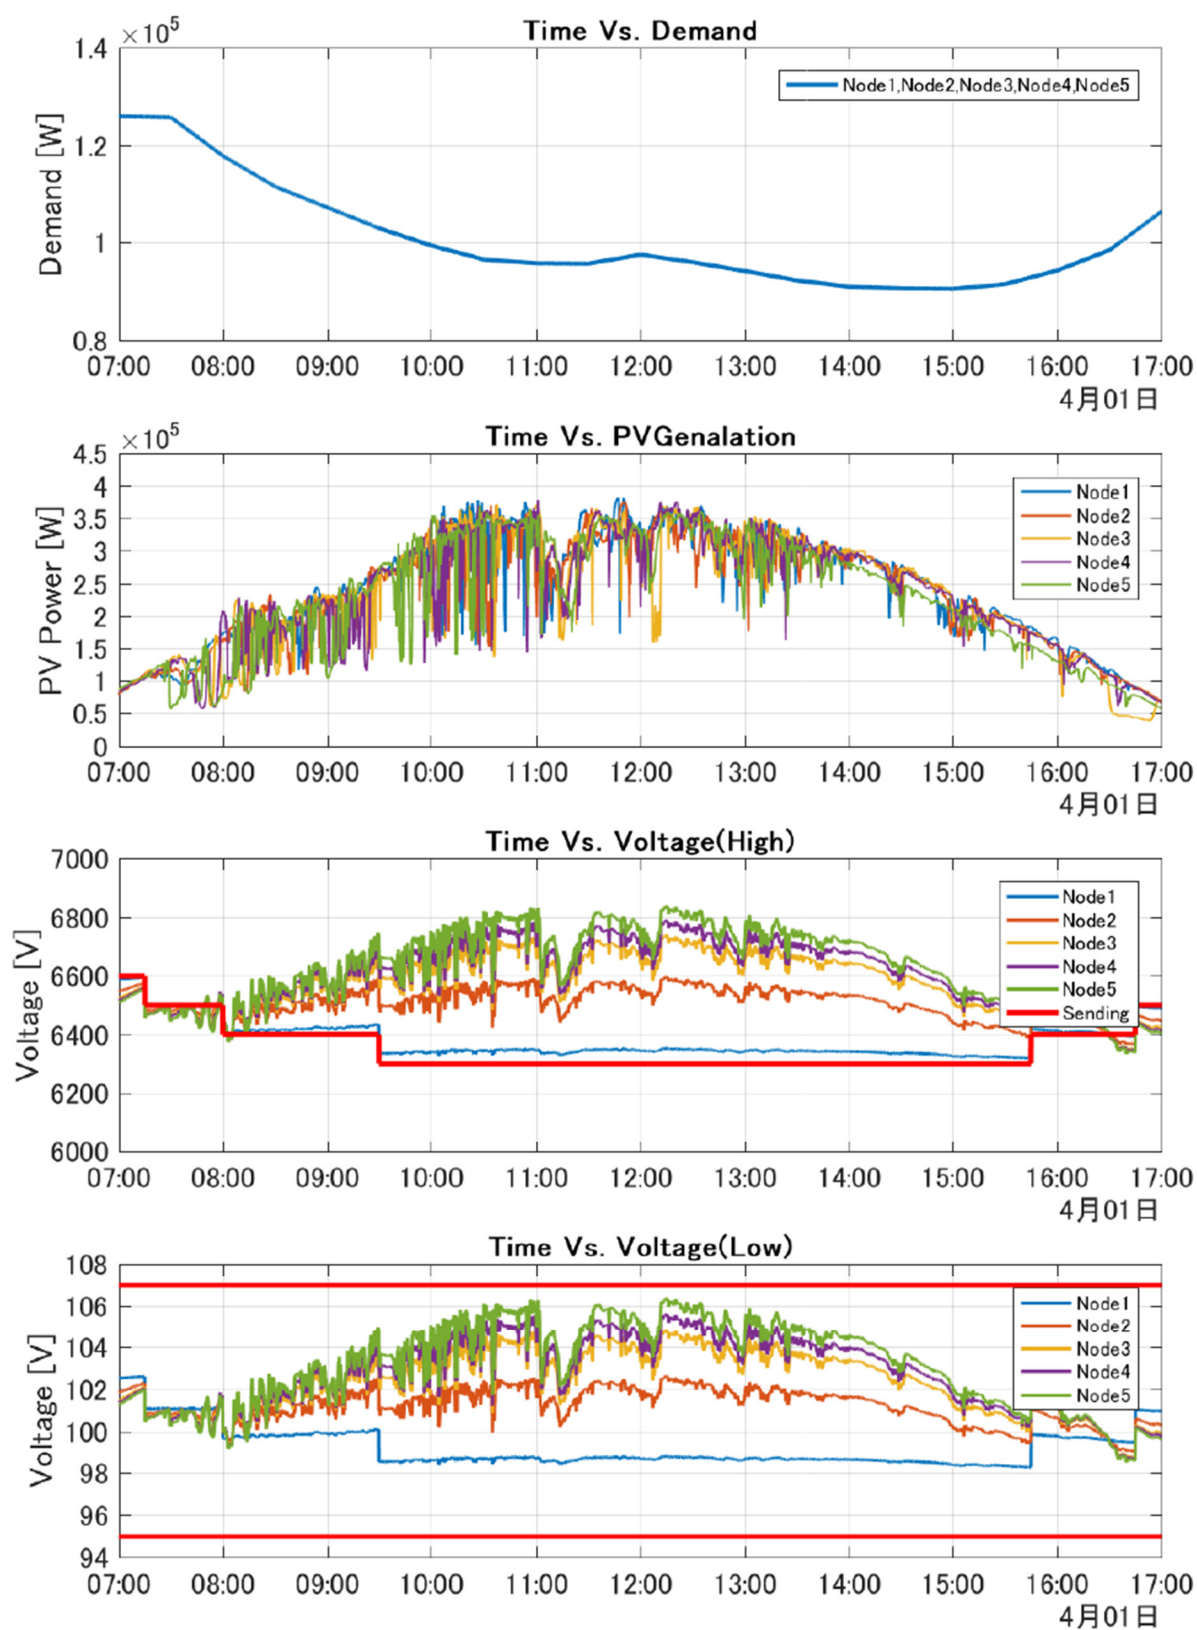 Time Vs. Demand
×10⁵
1.4
1.2
1
0.8
Demand [W]
Node1,Node2,Node3,Node4,Node5
07:00 08:00 09:00 10:00 11:00 12:00 13:00 14:00 15:00 16:00 17:00
4月01日
Time Vs. PVGenalation
×10⁵
4.5
4
3.5
3
2.5
2
1.5
1
0.5
0
PV Power [W]
Node1
Node2
Node3
Node4
Node5
07:00 08:00 09:00 10:00 11:00 12:00 13:00 14:00 15:00 16:00 17:00
4月01日
Time Vs. Voltage(High)
7000
6800
6600
6400
6200
6000
Voltage [V]
Node1
Node2
Node3
Node4
Node5
Sending
07:00 08:00 09:00 10:00 11:00 12:00 13:00 14:00 15:00 16:00 17:00
4月01日
Time Vs. Voltage(Low)
108
106
104
102
100
98
96
94
Voltage [V]
Node1
Node2
Node3
Node4
Node5
07:00 08:00 09:00 10:00 11:00 12:00 13:00 14:00 15:00 16:00 17:00
4月01日